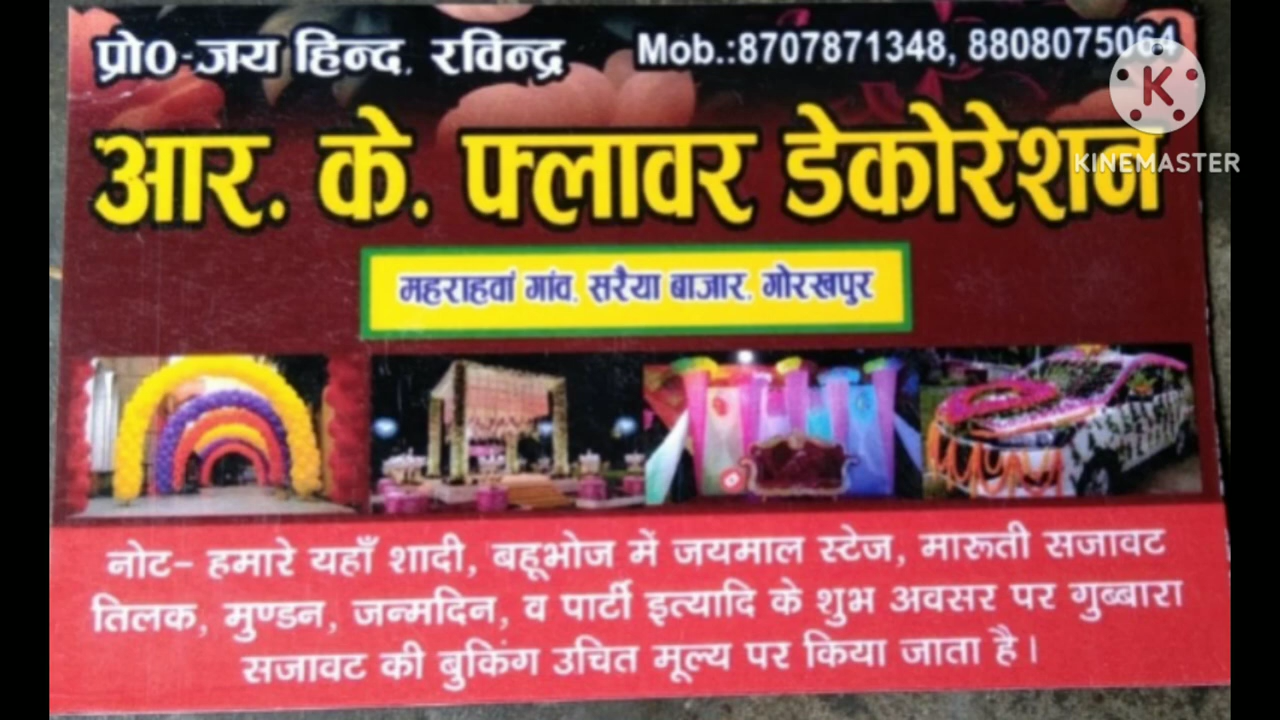 प्रो0-जय हिन्द, रविन्द्र Mob.:8707871348, 8808075064
K
KINEMASTER
आर. के. फ्लावर डेकोरेशन
महराहवां गांव, सरैया बाजार, गोरखपुर
नोट- हमारे यहाँ शादी, बहूभोज में जयमाल स्टेज, मारूती सजावट
तिलक, मुण्डन, जन्मदिन, व पार्टी इत्यादि के शुभ अवसर पर गुब्बारा
सजावट की बुकिंग उचित मूल्य पर किया जाता है।